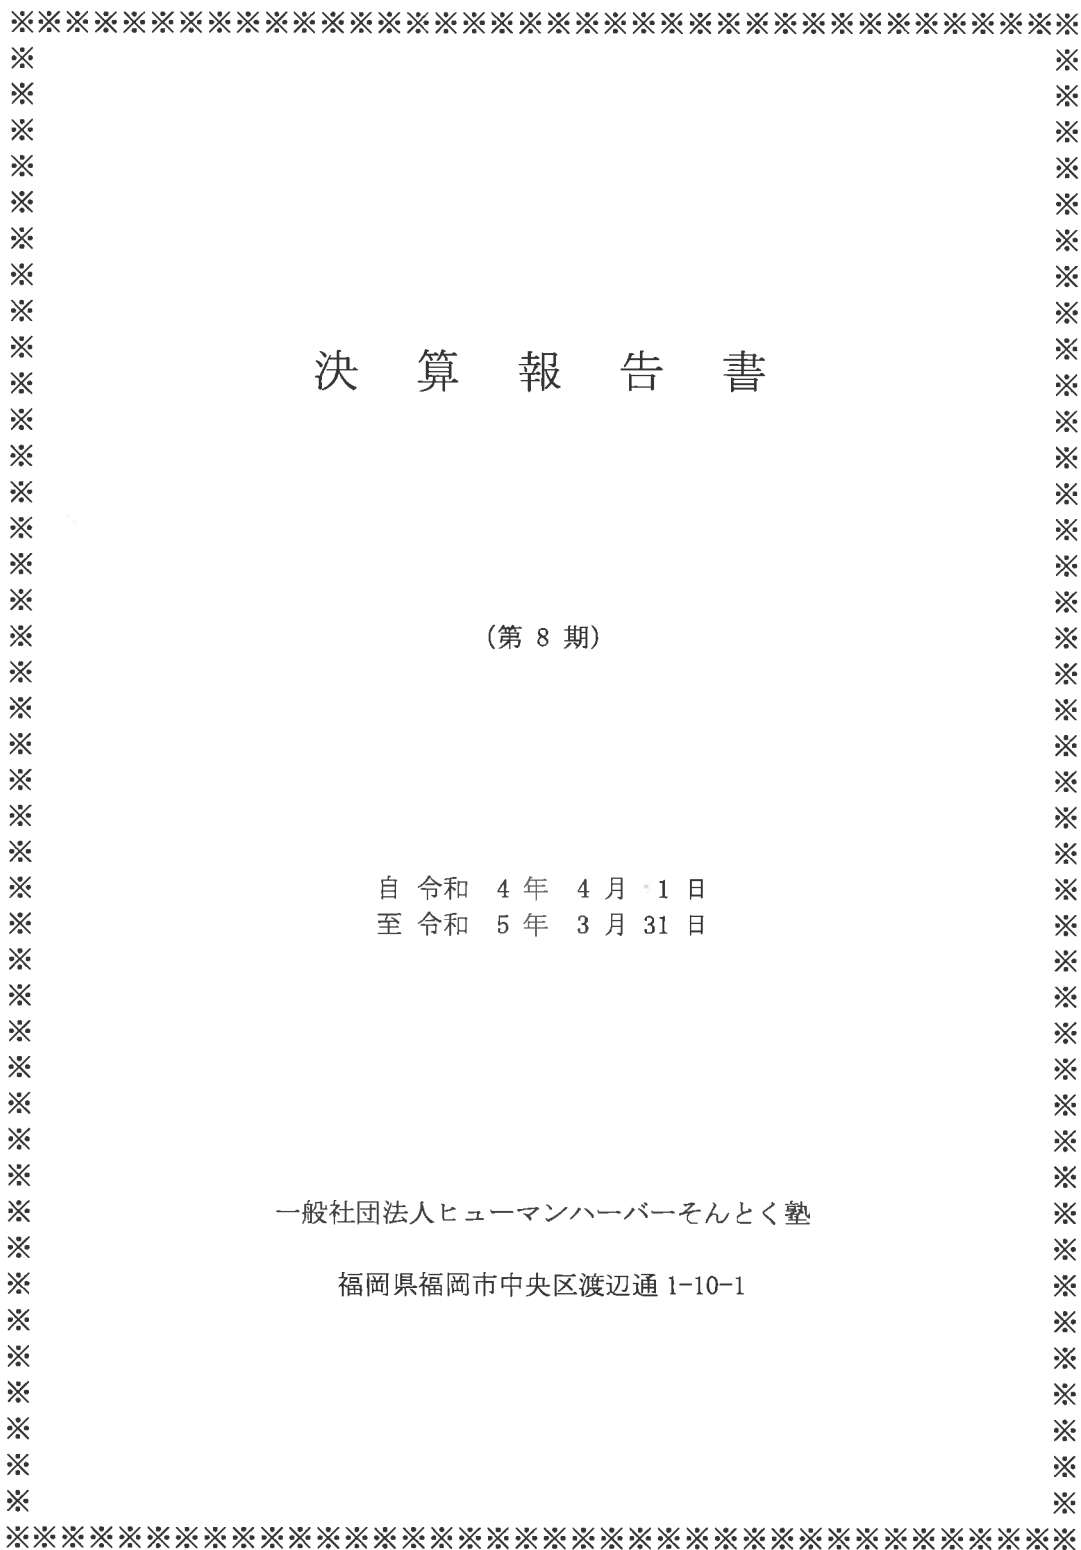 決算報告書
(第 8 期)
自 令和 4 年 4 月 1 日
至 令和 5 年 3 月 31 日
一般社団法人ヒューマンハーバーそんとく塾
福岡県福岡市中央区渡辺通1-10-1